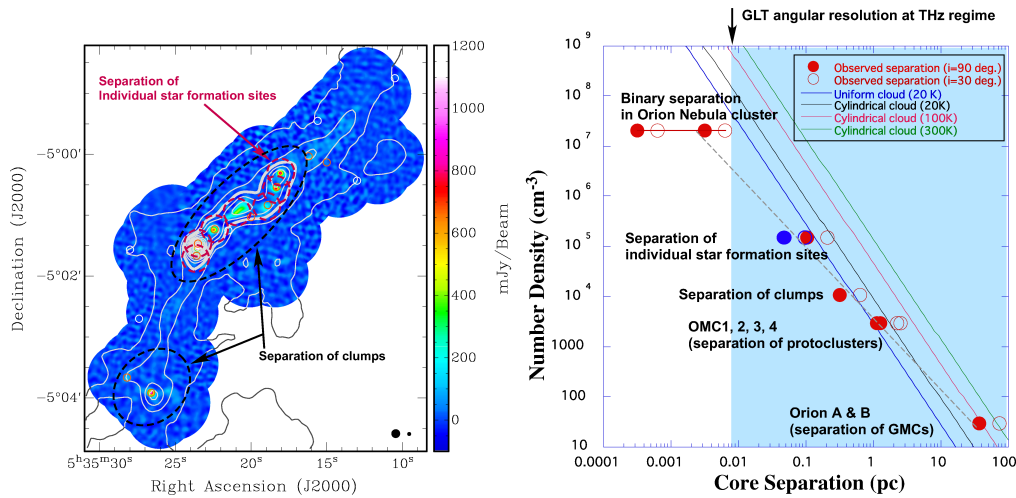 GLT angular resolution at THz regime
Separation of
Individual star formation sites
Separation of clumps
−5°00′
−5°02′
−5°04′
Declination (J2000)
5ʰ35ᵐ30ˢ
25ˢ
20ˢ
15ˢ
10ˢ
Right Ascension (J2000)
1200
1000
800
600
400
200
0
mJy/Beam
Observed separation (i=90 deg.)
Observed separation (i=30 deg.)
Uniform cloud (20 K)
Cylindrical cloud (20K)
Cylindrical cloud (100K)
Cylindrical cloud (300K)
Binary separation
in Orion Nebula cluster
Separation of
individual star formation sites
Separation of clumps
OMC1, 2, 3, 4
(separation of protoclusters)
Orion A & B
(separation of GMCs)
10⁹
10⁸
10⁷
10⁶
10⁵
10⁴
1000
100
10
Number Density (cm⁻³)
0.0001
0.001
0.01
0.1
1
10
100
Core Separation (pc)